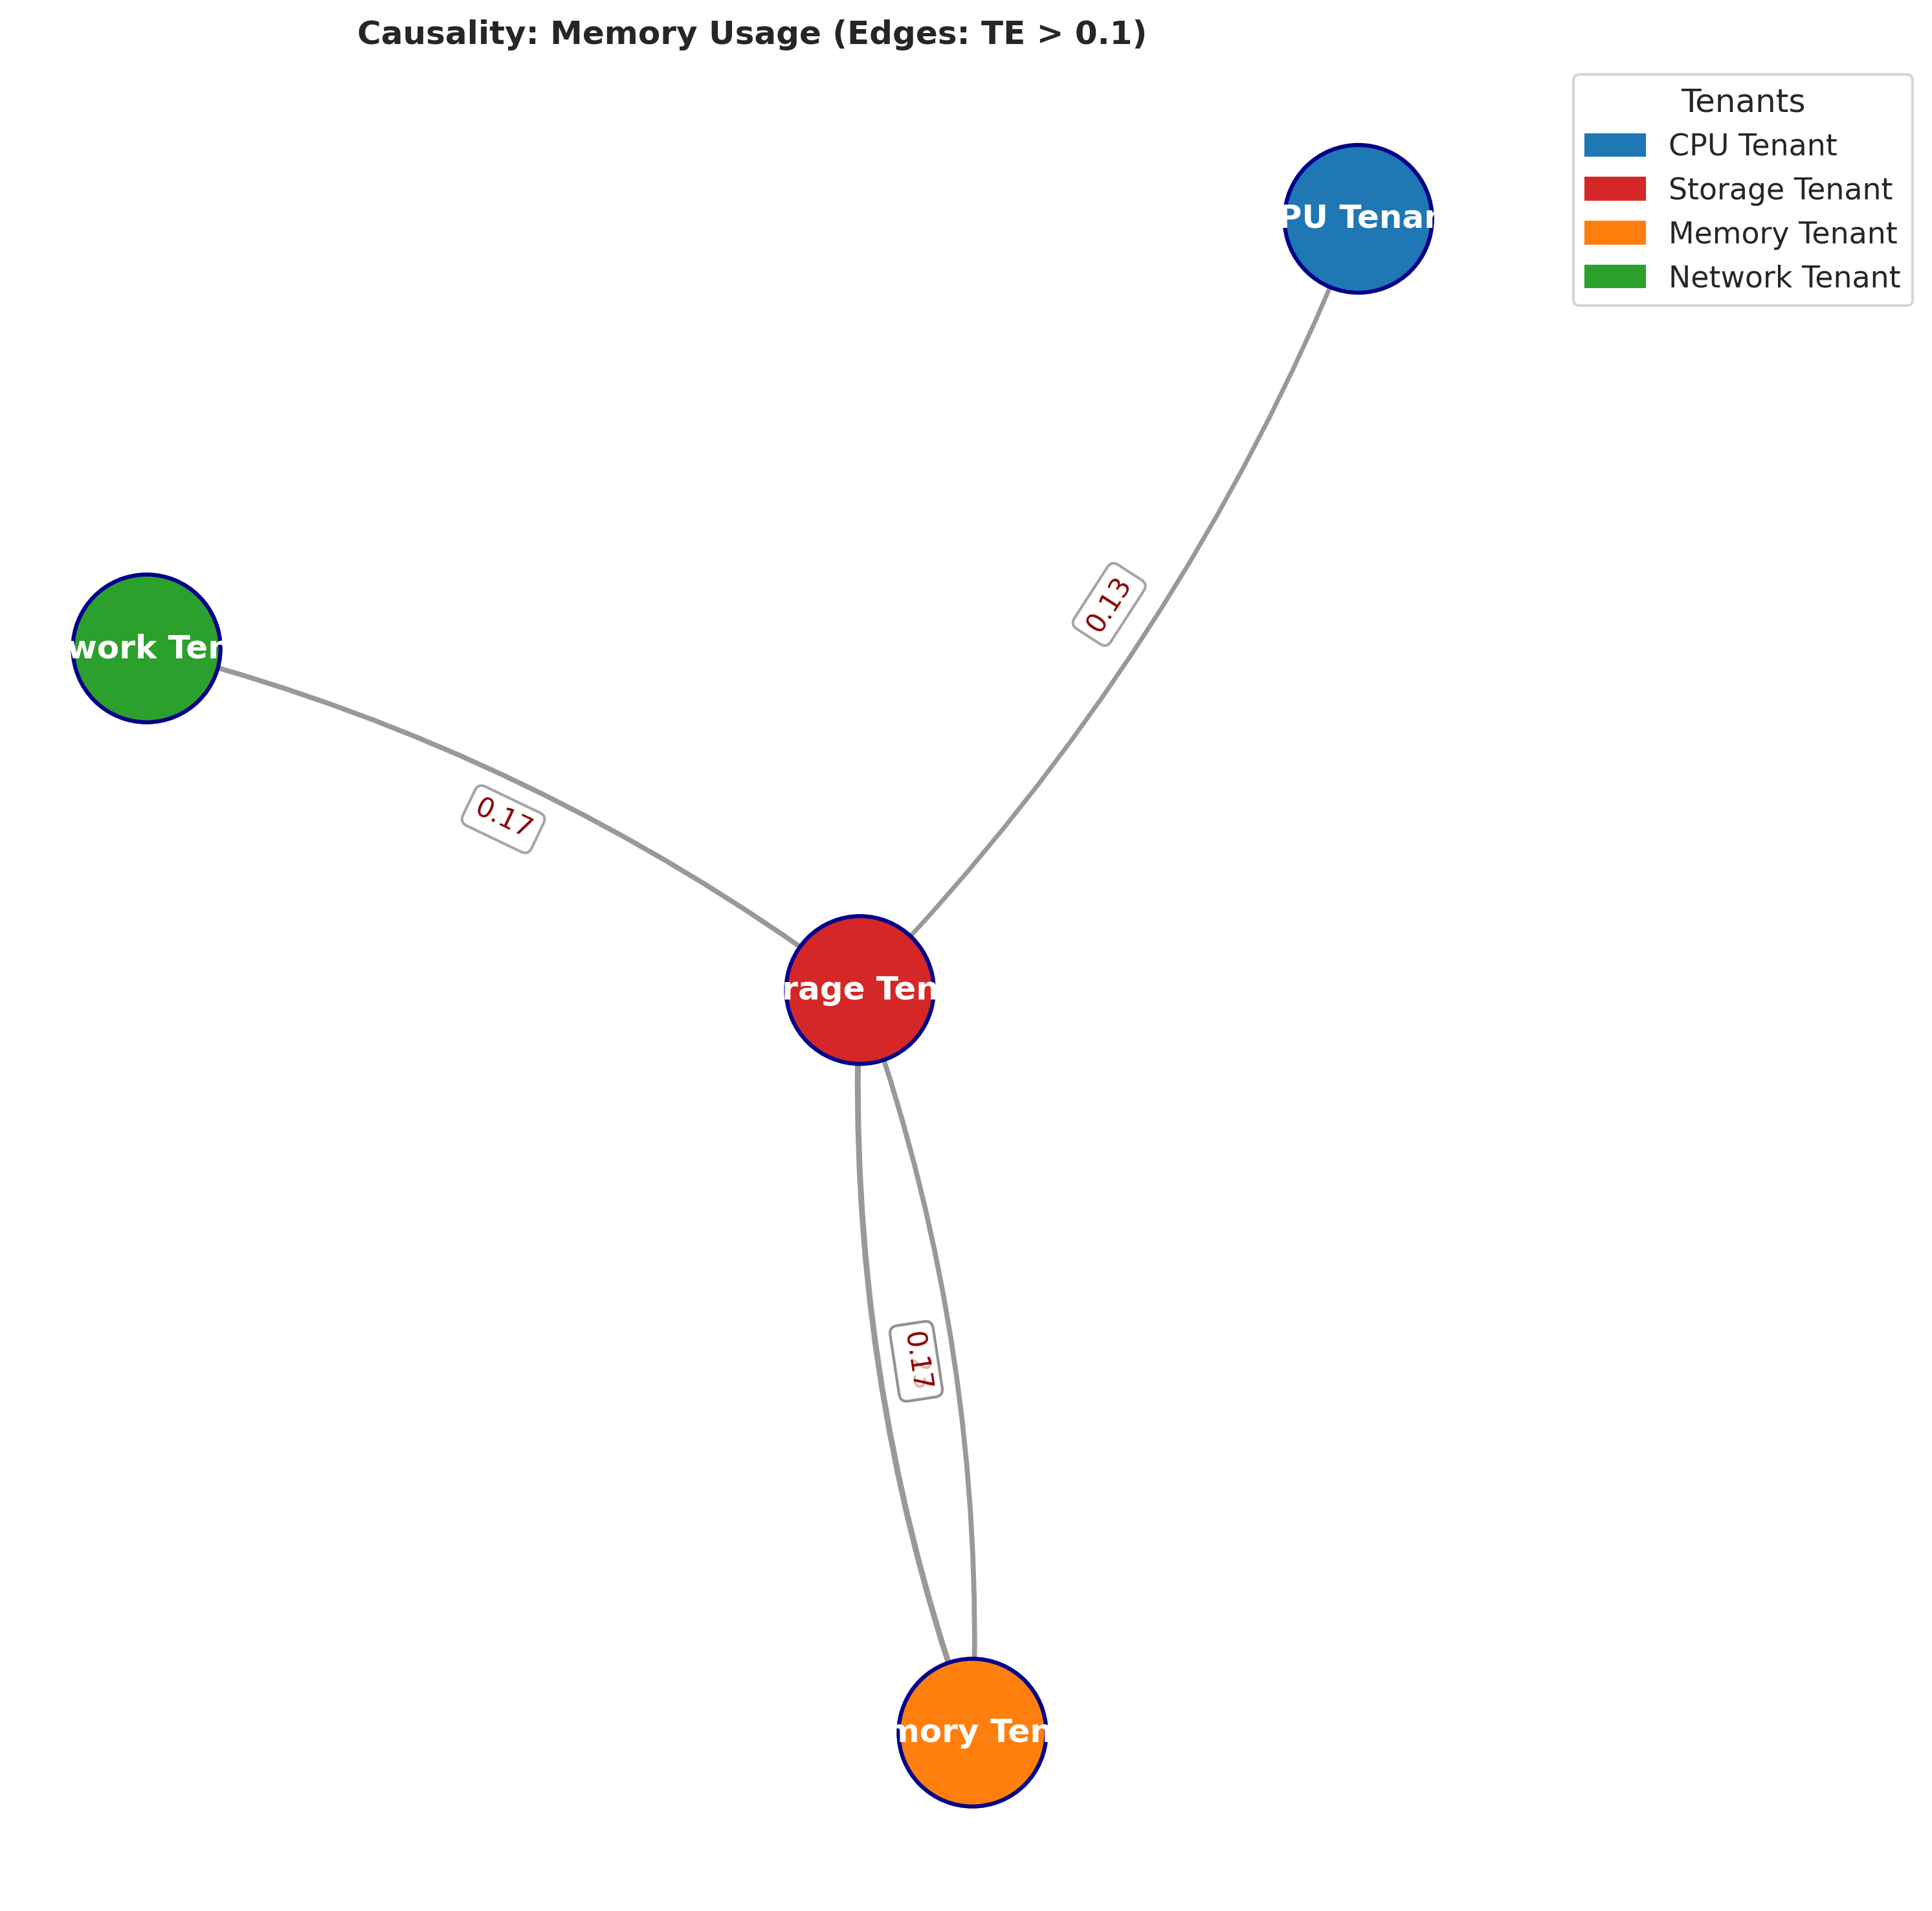 Causality: Memory Usage (Edges: TE > 0.1)
Tenants
CPU Tenant
Storage Tenant
Memory Tenant
Network Tenant
PU Tenan
0.13
work Ten
0.17
rage Ten
0.17
mory Ten